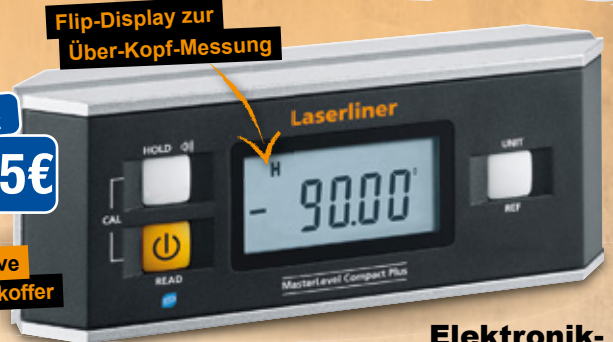 Flip-Display zur
Über-Kopf-Messung
5€
Laserliner
HOLD
UNIT
H
- 90.00°
CAL
REF
READ
MasterLevel Compact Plus
koffer
Elektronik-